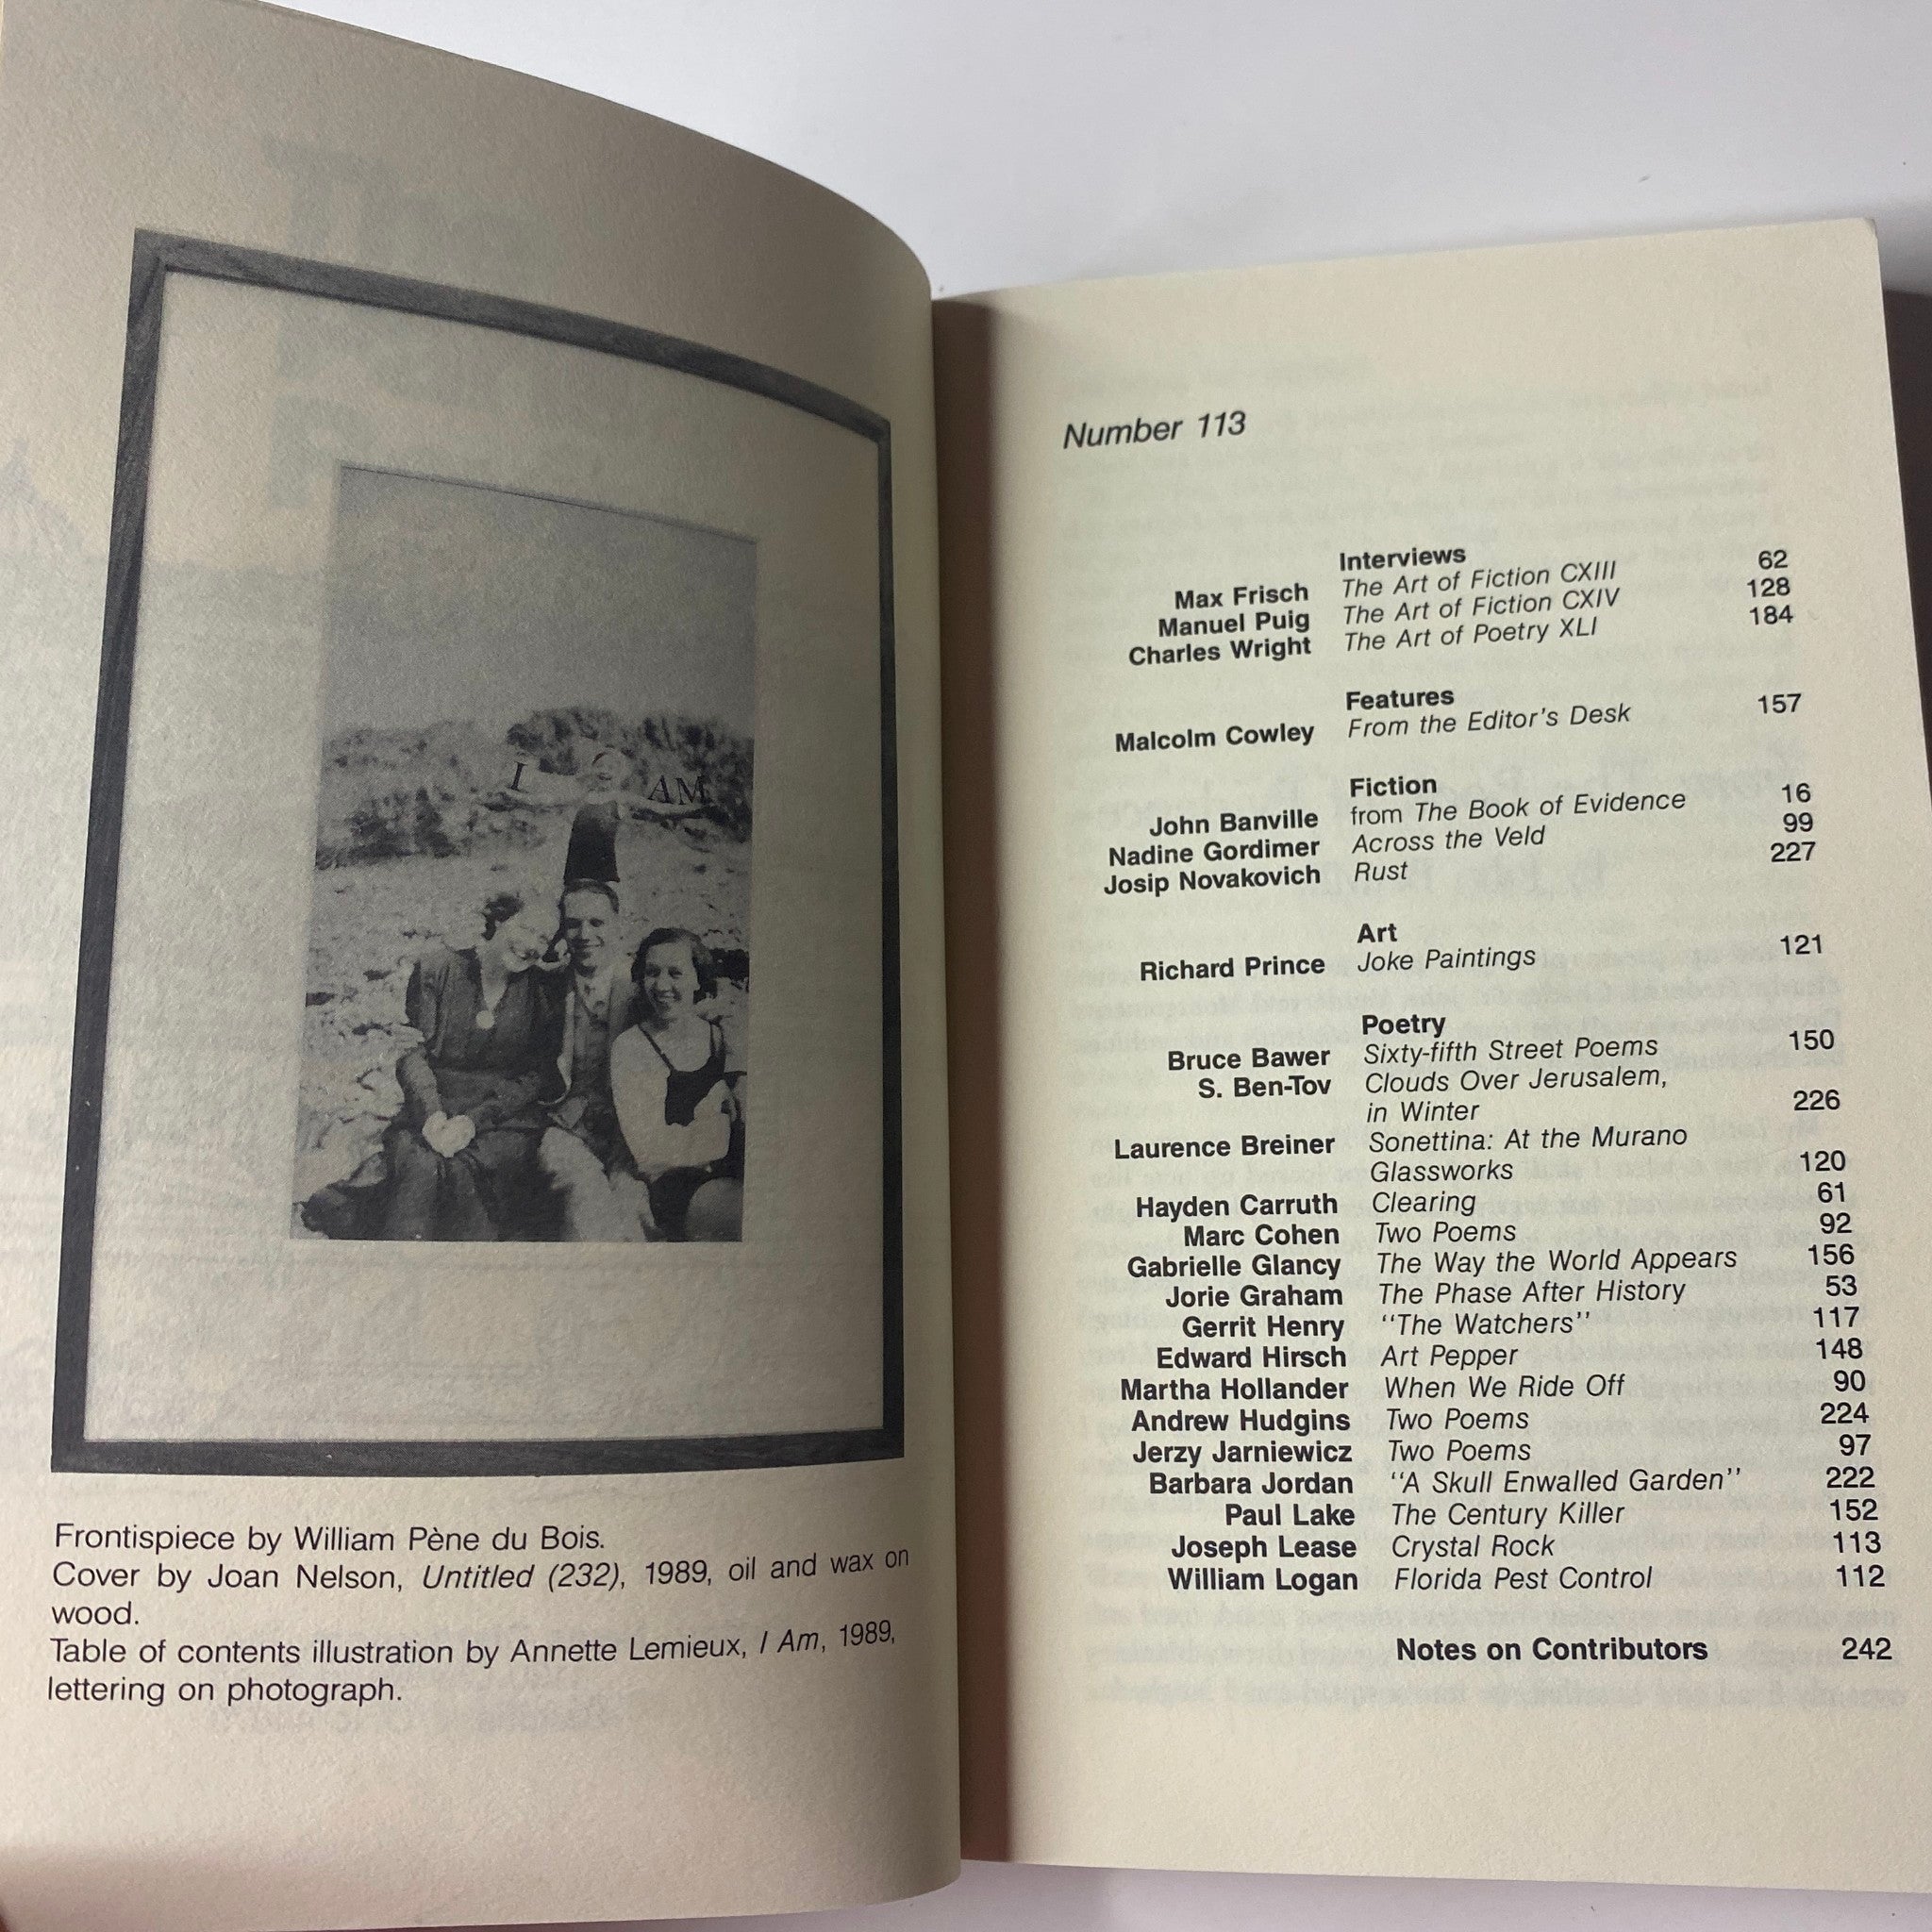 I AM
Frontispiece by William Pène du Bois.
Cover by Joan Nelson, Untitled (232), 1989, oil and wax on
wood.
Table of contents illustration by Annette Lemieux, I Am, 1989,
lettering on photograph.
Number 113
Interviews
Max Frisch The Art of Fiction CXIII 62
Manuel Puig The Art of Fiction CXIV 128
Charles Wright The Art of Poetry XLI 184
Features
Malcolm Cowley From the Editor's Desk 157
Fiction
John Banville from The Book of Evidence 16
Nadine Gordimer Across the Veld 99
Josip Novakovich Rust 227
Art
Richard Prince Joke Paintings 121
Poetry
Bruce Bawer Sixty-fifth Street Poems 150
S. Ben-Tov Clouds Over Jerusalem,
in Winter 226
Laurence Breiner Sonettina: At the Murano
Glassworks 120
Hayden Carruth Clearing 61
Marc Cohen Two Poems 92
Gabrielle Glancy The Way the World Appears 156
Jorie Graham The Phase After History 53
Gerrit Henry ''The Watchers'' 117
Edward Hirsch Art Pepper 148
Martha Hollander When We Ride Off 90
Andrew Hudgins Two Poems 224
Jerzy Jarniewicz Two Poems 97
Barbara Jordan ''A Skull Enwalled Garden'' 222
Paul Lake The Century Killer 152
Joseph Lease Crystal Rock 113
William Logan Florida Pest Control 112
Notes on Contributors 242